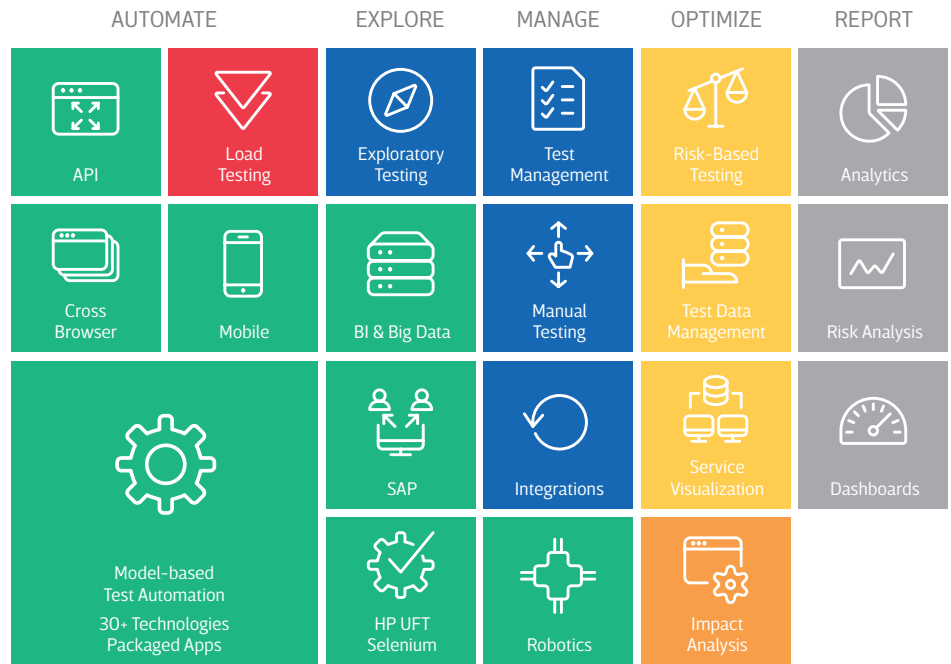 AUTOMATE
EXPLORE
MANAGE
OPTIMIZE
REPORT
API
Load
Testing
Exploratory
Testing
Test
Management
Risk-Based
Testing
Analytics
Cross
Browser
Mobile
BI & Big Data
Manual
Testing
Test Data
Management
Risk Analysis
Model-based
Test Automation
30+ Technologies
Packaged Apps
SAP
Integrations
Service
Visualization
Dashboards
HP UFT
Selenium
Robotics
Impact
Analysis